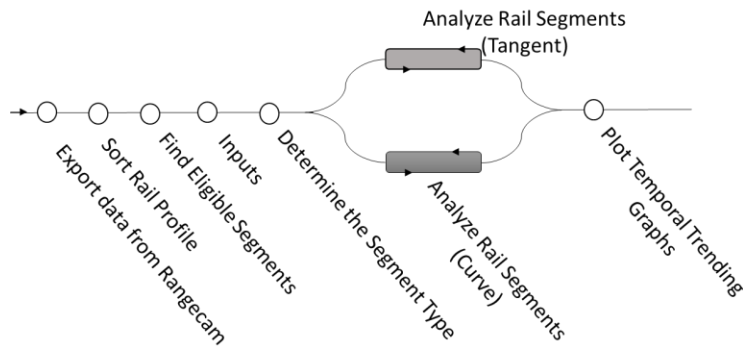 Analyze Rail Segments
(Tangent)
Export data from Rangecam
Sort Rail Profile
Find Eligible Segments
Inputs
Determine the Segment Type
Analyze Rail Segments
(Curve)
Plot Temporal Trending
Graphs